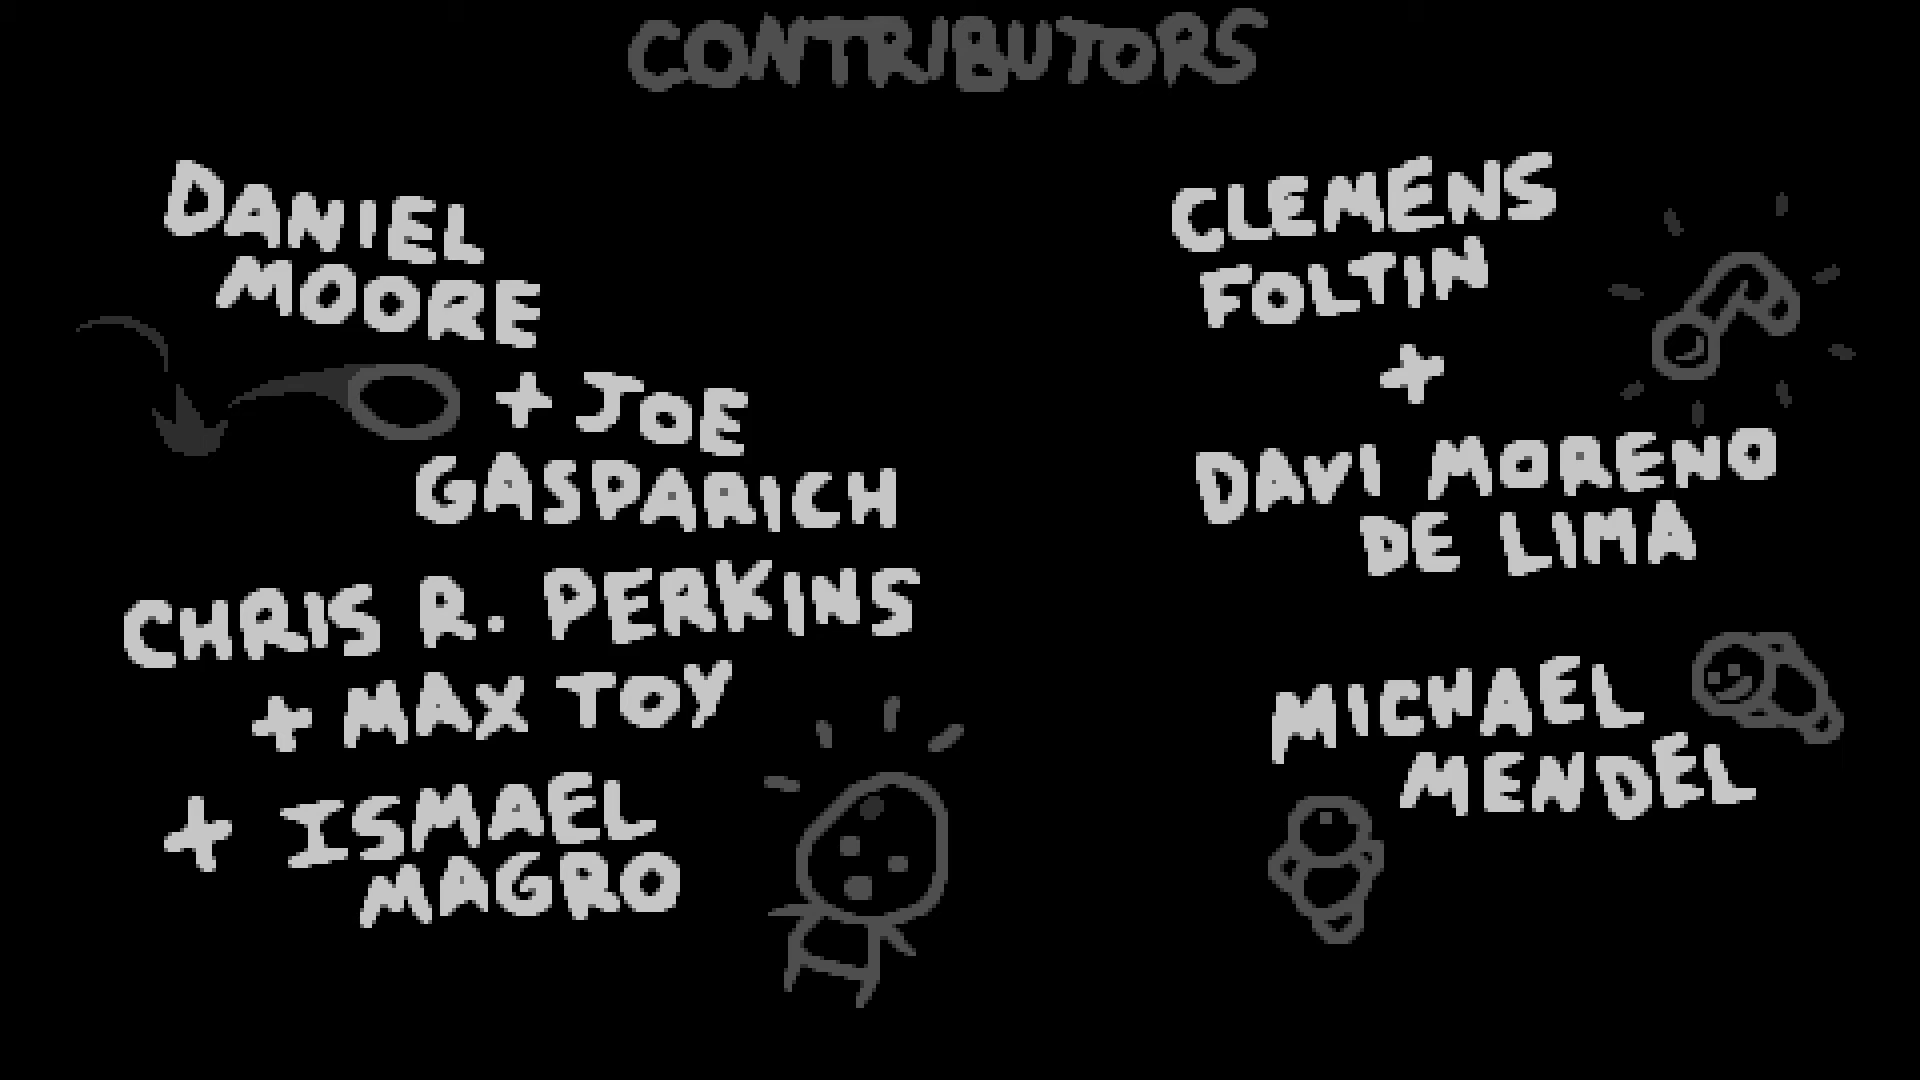 CONTRIBUTORS
DANIEL
MOORE
+ JOE
GASPARICH
CHRIS R. PERKINS
+ MAX TOY
+ ISMAEL
MAGRO
CLEMENS
FOLTIN
+
DAVI MORENO
DE LIMA
MICHAEL
MENDEL